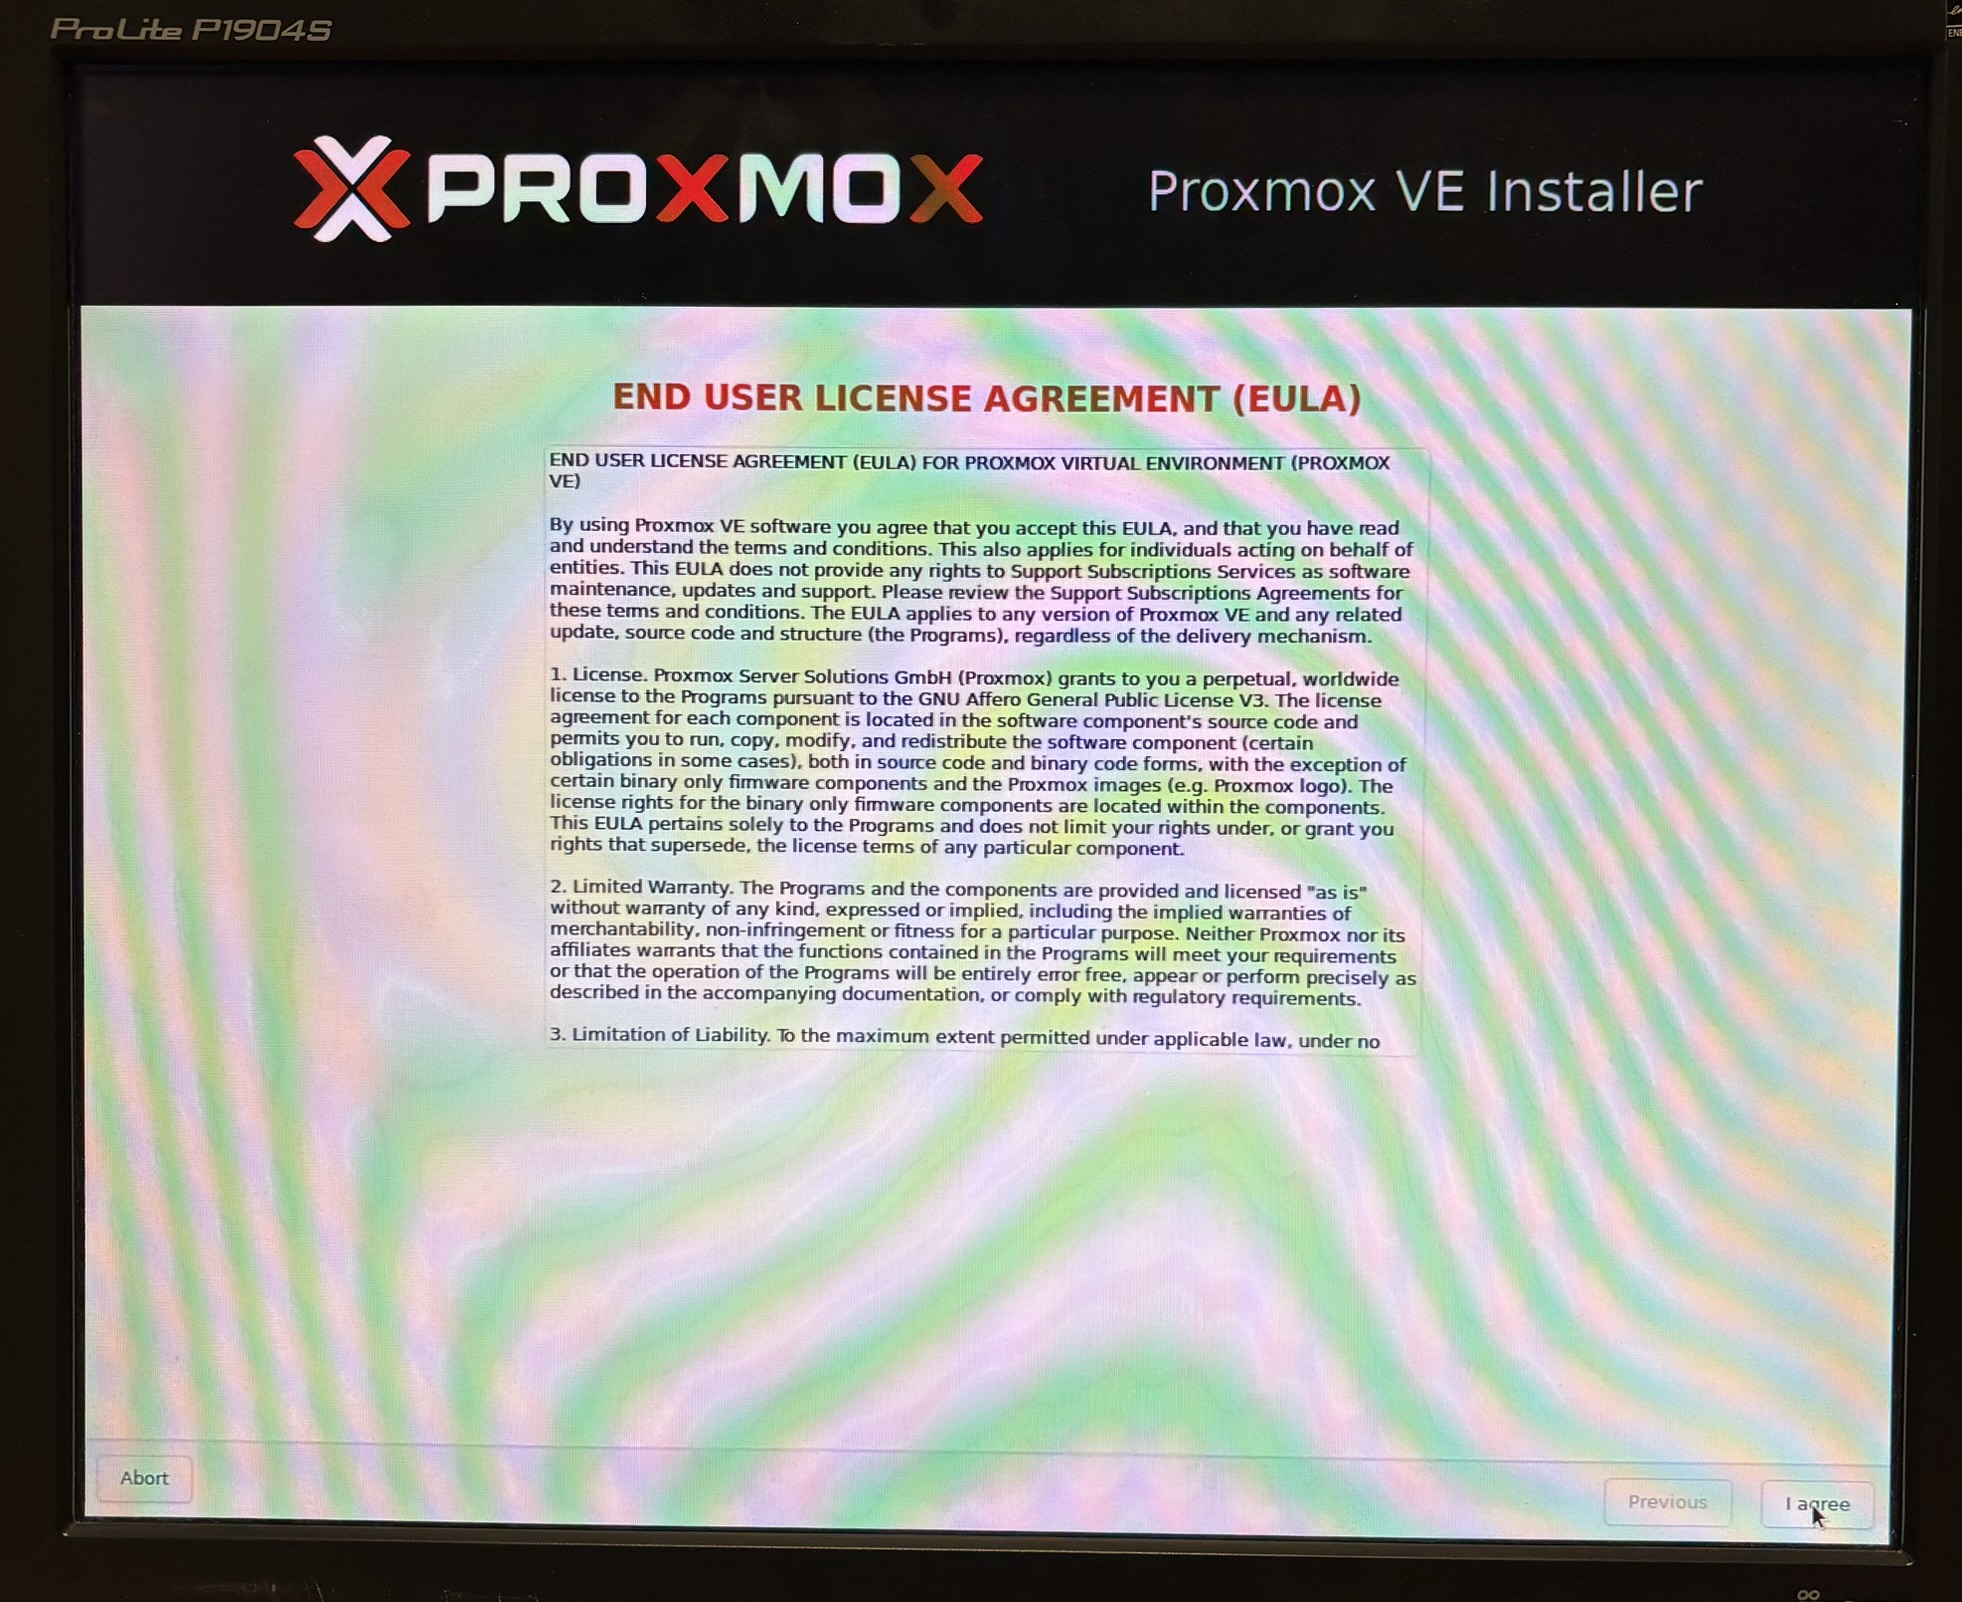 ProLite P1904S
PROXMOX
Proxmox VE Installer
END USER LICENSE AGREEMENT (EULA)
END USER LICENSE AGREEMENT (EULA) FOR PROXMOX VIRTUAL ENVIRONMENT (PROXMOX
VE)
By using Proxmox VE software you agree that you accept this EULA, and that you have read
and understand the terms and conditions. This also applies for individuals acting on behalf of
entities. This EULA does not provide any rights to Support Subscriptions Services as software
maintenance, updates and support. Please review the Support Subscriptions Agreements for
these terms and conditions. The EULA applies to any version of Proxmox VE and any related
update, source code and structure (the Programs), regardless of the delivery mechanism.
1. License. Proxmox Server Solutions GmbH (Proxmox) grants to you a perpetual, worldwide
license to the Programs pursuant to the GNU Affero General Public License V3. The license
agreement for each component is located in the software component's source code and
permits you to run, copy, modify, and redistribute the software component (certain
obligations in some cases), both in source code and binary code forms, with the exception of
certain binary only firmware components and the Proxmox images (e.g. Proxmox logo). The
license rights for the binary only firmware components are located within the components.
This EULA pertains solely to the Programs and does not limit your rights under, or grant you
rights that supersede, the license terms of any particular component.
2. Limited Warranty. The Programs and the components are provided and licensed "as is"
without warranty of any kind, expressed or implied, including the implied warranties of
merchantability, non-infringement or fitness for a particular purpose. Neither Proxmox nor its
affiliates warrants that the functions contained in the Programs will meet your requirements
or that the operation of the Programs will be entirely error free, appear or perform precisely as
described in the accompanying documentation, or comply with regulatory requirements.
3. Limitation of Liability. To the maximum extent permitted under applicable law, under no
Abort
Previous
I agree